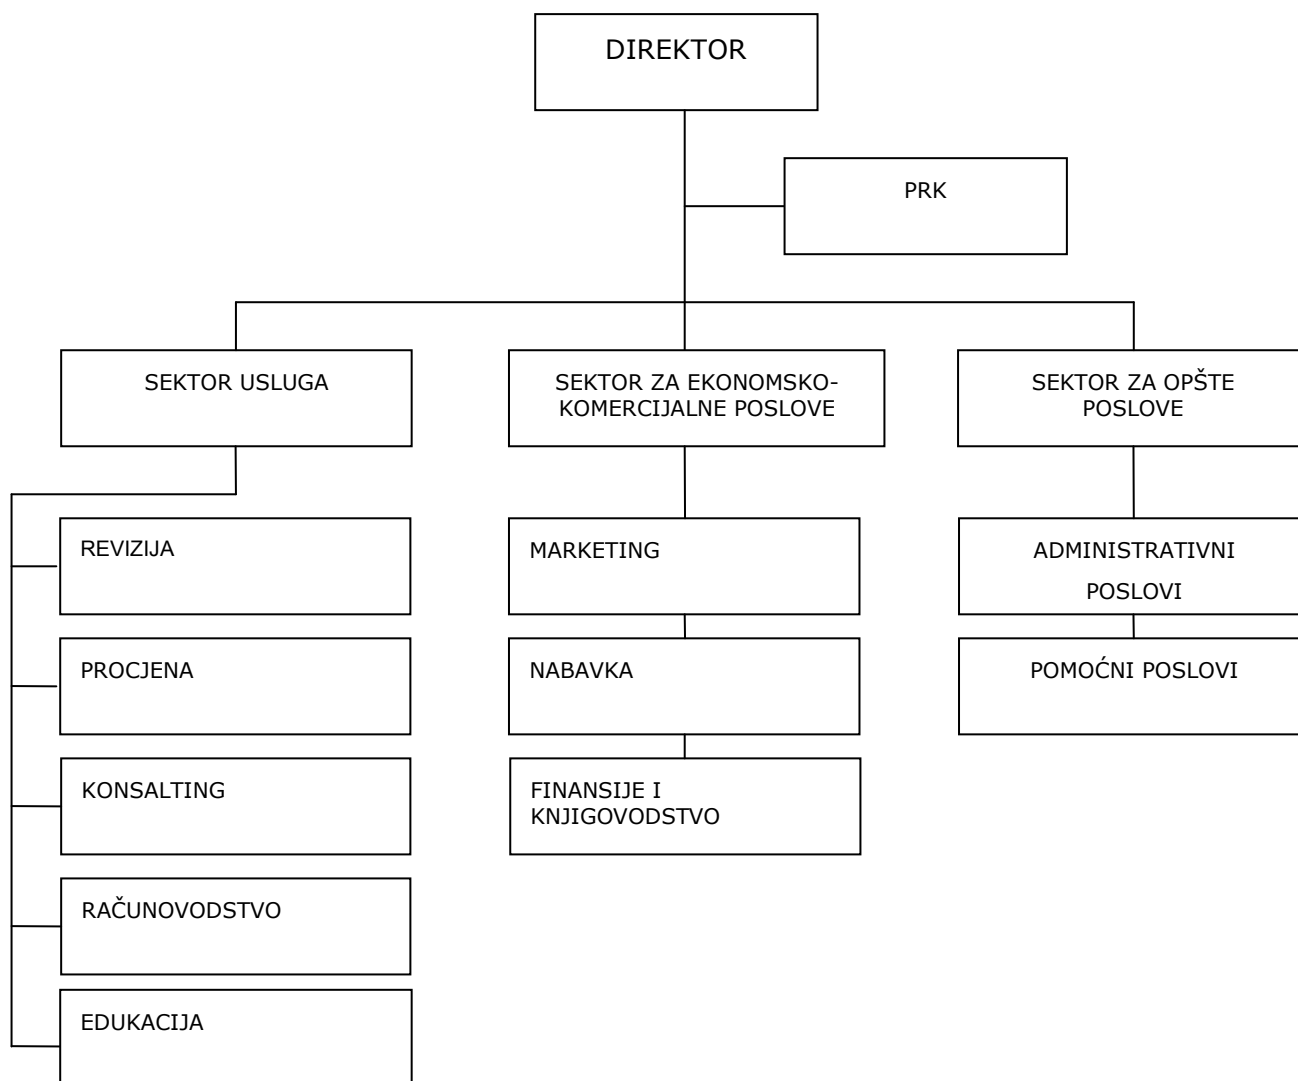 DIREKTOR
PRK
SEKTOR USLUGA
SEKTOR ZA EKONOMSKO-
KOMERCIJALNE POSLOVE
SEKTOR ZA OPŠTE
POSLOVE
REVIZIJA
PROCJENA
KONSALTING
RAČUNOVODSTVO
EDUKACIJA
MARKETING
NABAVKA
FINANSIJE I
KNJIGOVODSTVO
ADMINISTRATIVNI
POSLOVI
POMOĆNI POSLOVI